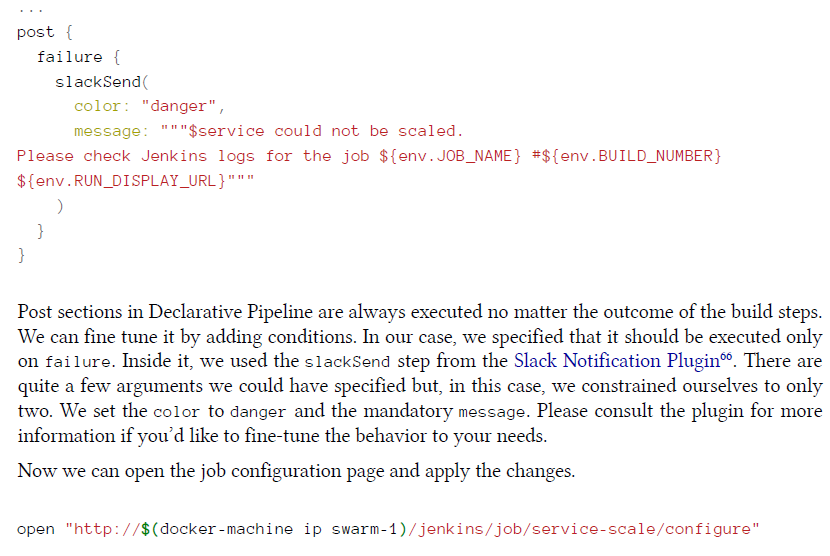 ...
post {
  failure {
    slackSend(
      color: "danger",
      message: """$service could not be scaled.
Please check Jenkins logs for the job ${env.JOB_NAME} #${env.BUILD_NUMBER}
${env.RUN_DISPLAY_URL}"""
    )
  }
}
Post sections in Declarative Pipeline are always executed no matter the outcome of the build steps.
We can fine tune it by adding conditions. In our case, we specified that it should be executed only
on failure. Inside it, we used the slackSend step from the Slack Notification Plugin⁶⁶. There are
quite a few arguments we could have specified but, in this case, we constrained ourselves to only
two. We set the color to danger and the mandatory message. Please consult the plugin for more
information if you’d like to fine-tune the behavior to your needs.
Now we can open the job configuration page and apply the changes.
open "http://$(docker-machine ip swarm-1)/jenkins/job/service-scale/configure"